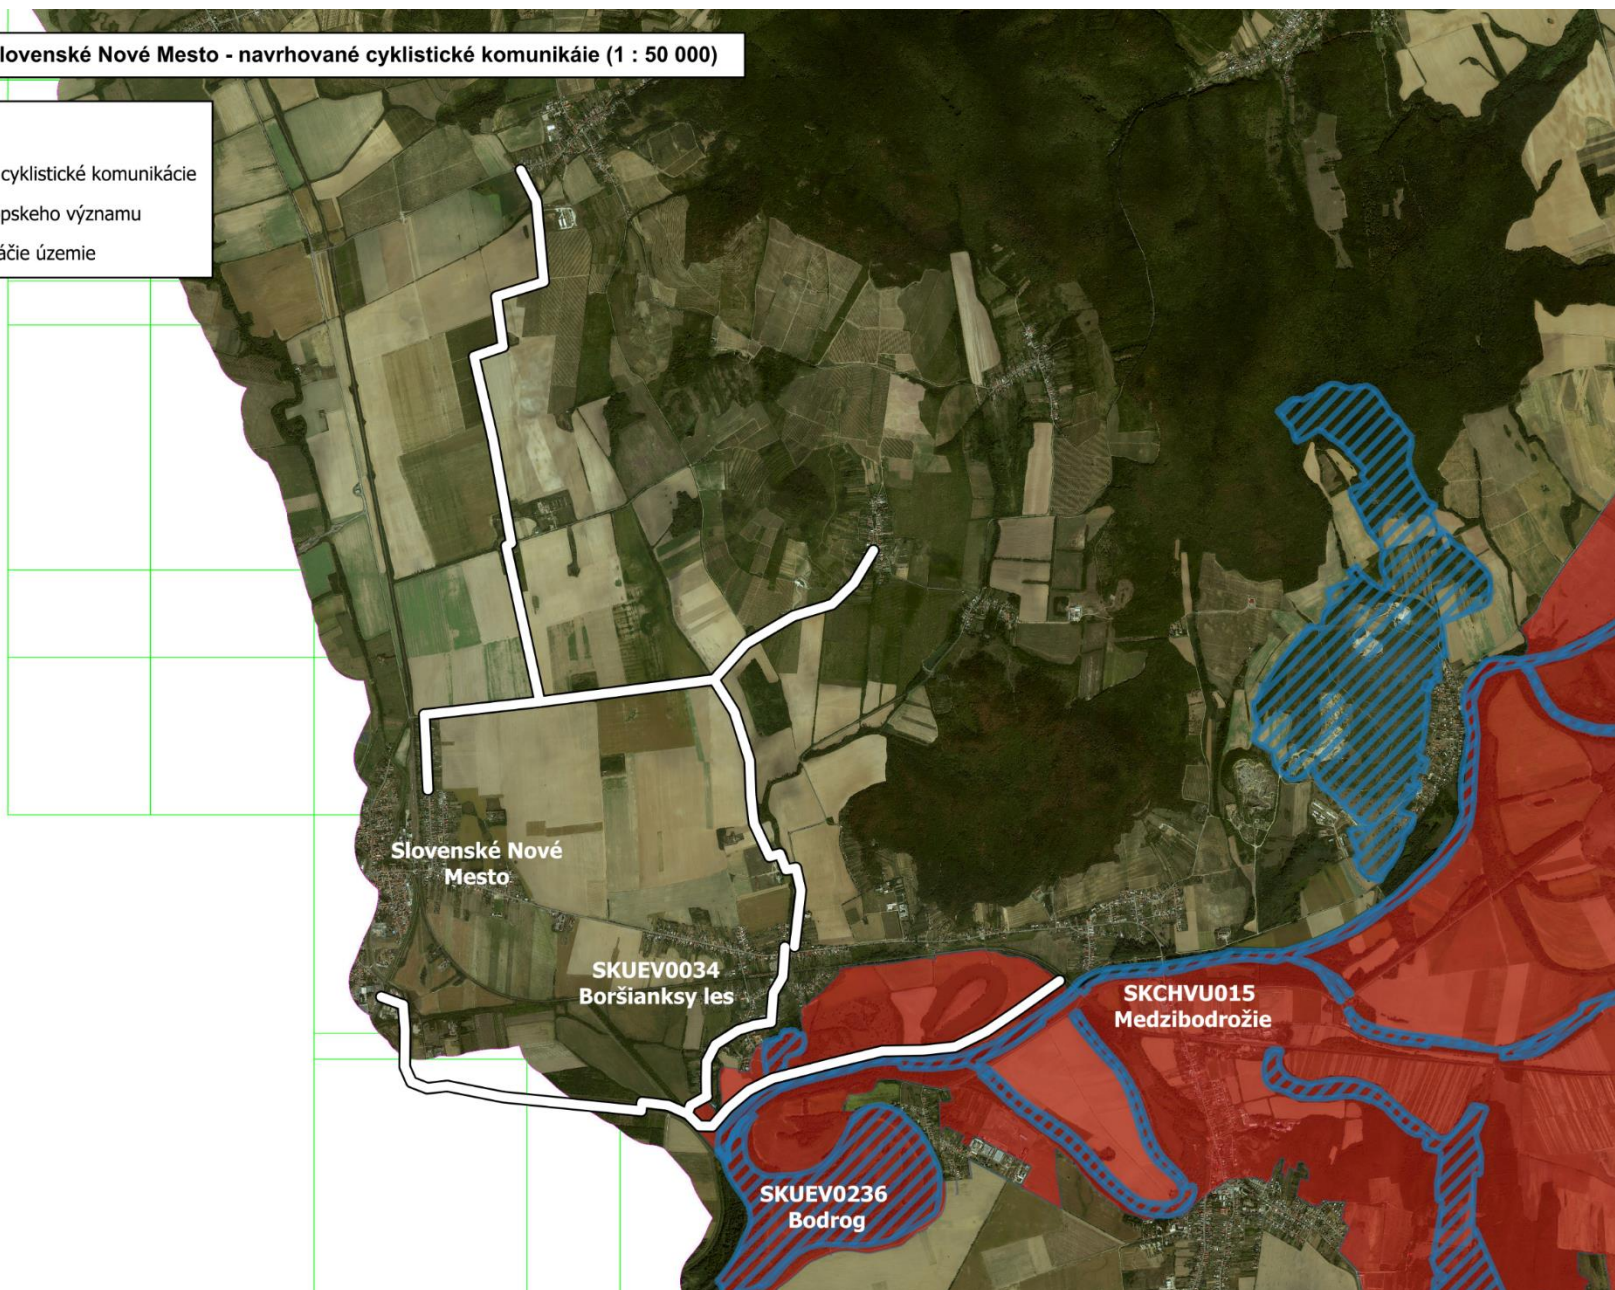 lovenské Nové Mesto - navrhované cyklistické komunikáie (1 : 50 000)
cyklistické komunikácie
pskeho významu
áčie územie
Slovenské Nové
Mesto
SKUEV0034
Boršianksy les
SKCHVU015
Medzibodrožie
SKUEV0236
Bodrog